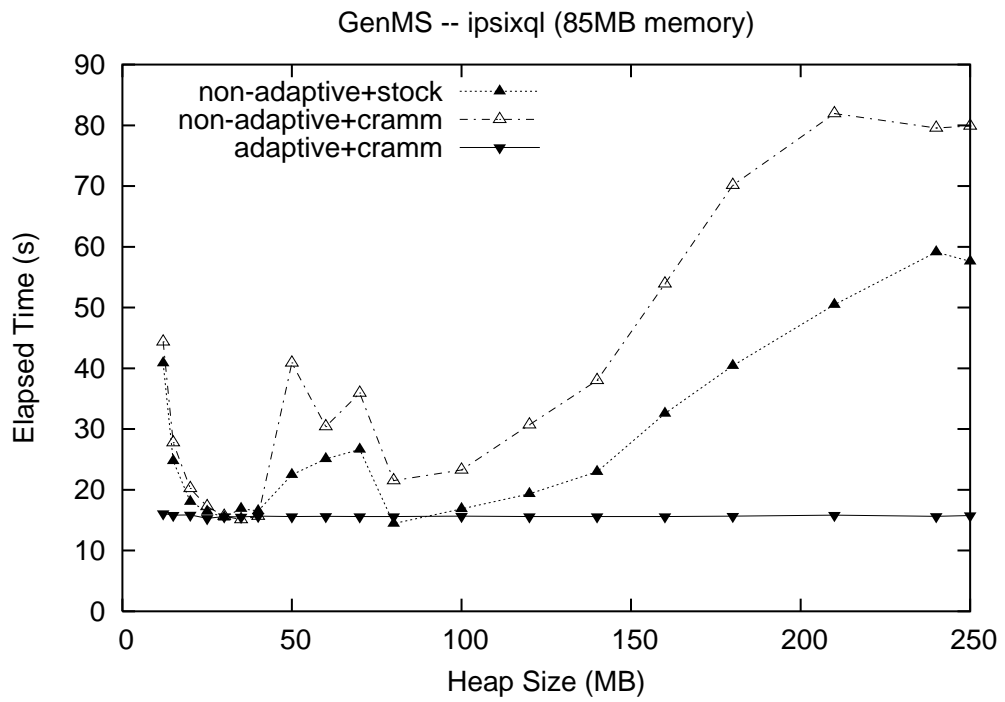 GenMS -- ipsixql (85MB memory)
90
80
70
60
50
40
30
20
10
0
Elapsed Time (s)
non-adaptive+stock
non-adaptive+cramm
adaptive+cramm
0 50 100 150 200 250
Heap Size (MB)